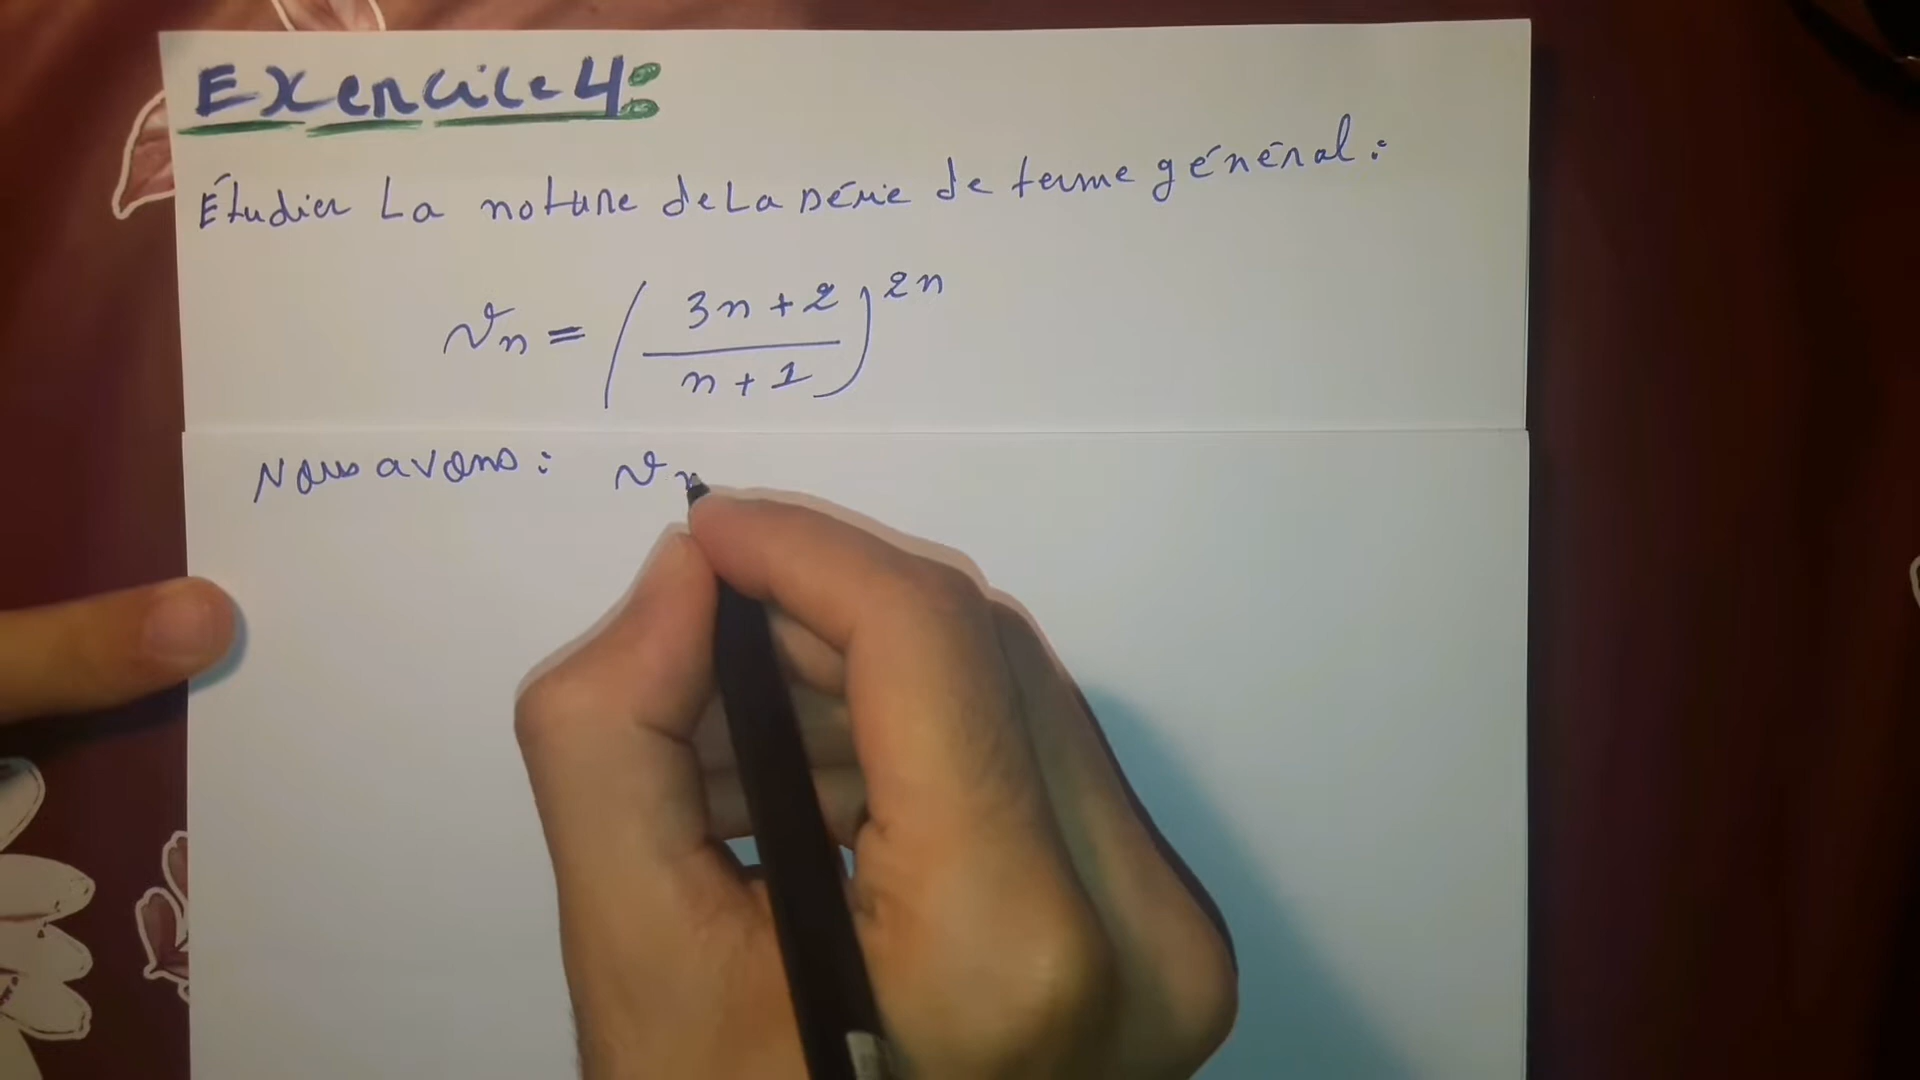 Exercice 4:
Étudier La nature de La série de terme général:
vn = (3n+2 / n+1)^2n
Nous avons: vn